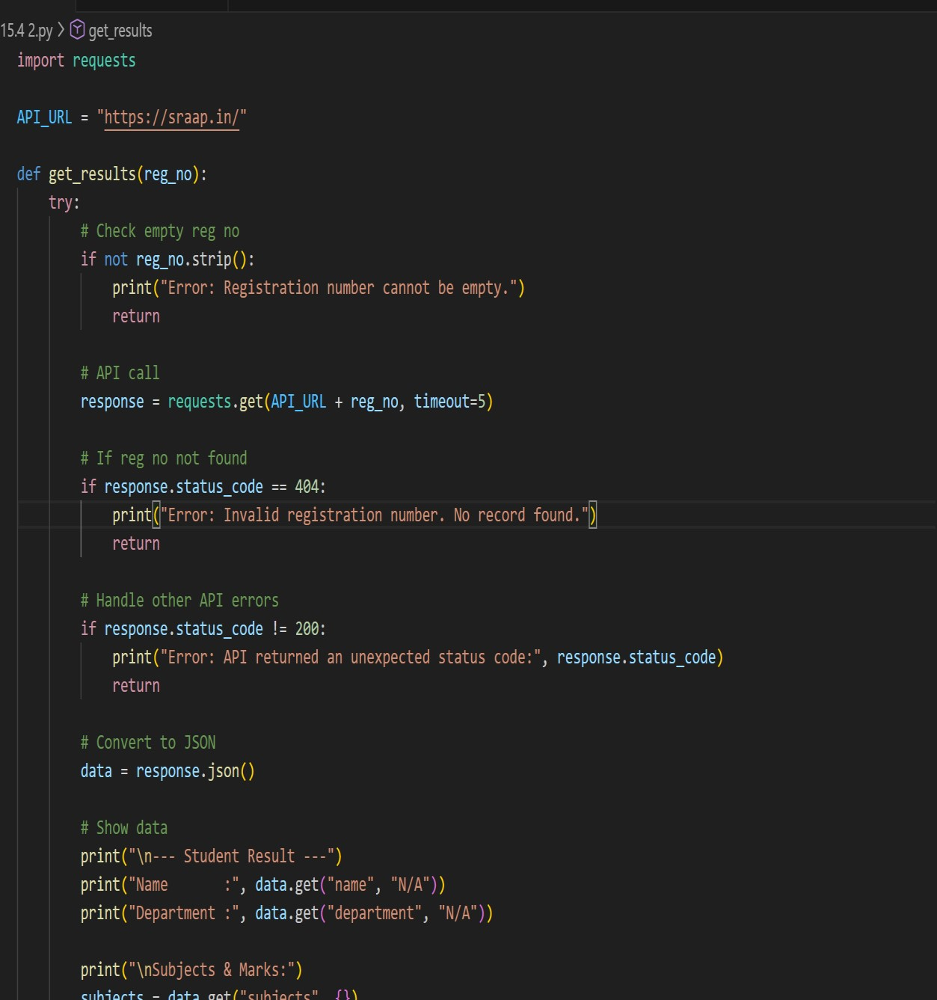 15.4 2.py > get_results
import requests
API_URL = "https://sraap.in/"
def get_results(reg_no):
    try:
        # Check empty reg no
        if not reg_no.strip():
            print("Error: Registration number cannot be empty.")
            return
        # API call
        response = requests.get(API_URL + reg_no, timeout=5)
        # If reg no not found
        if response.status_code == 404:
            print("Error: Invalid registration number. No record found.")
            return
        # Handle other API errors
        if response.status_code != 200:
            print("Error: API returned an unexpected status code:", response.status_code)
            return
        # Convert to JSON
        data = response.json()
        # Show data
        print("\n--- Student Result ---")
        print("Name       :", data.get("name", "N/A"))
        print("Department :", data.get("department", "N/A"))
        print("\nSubjects & Marks:")
        subjects = data.get("subjects", {})